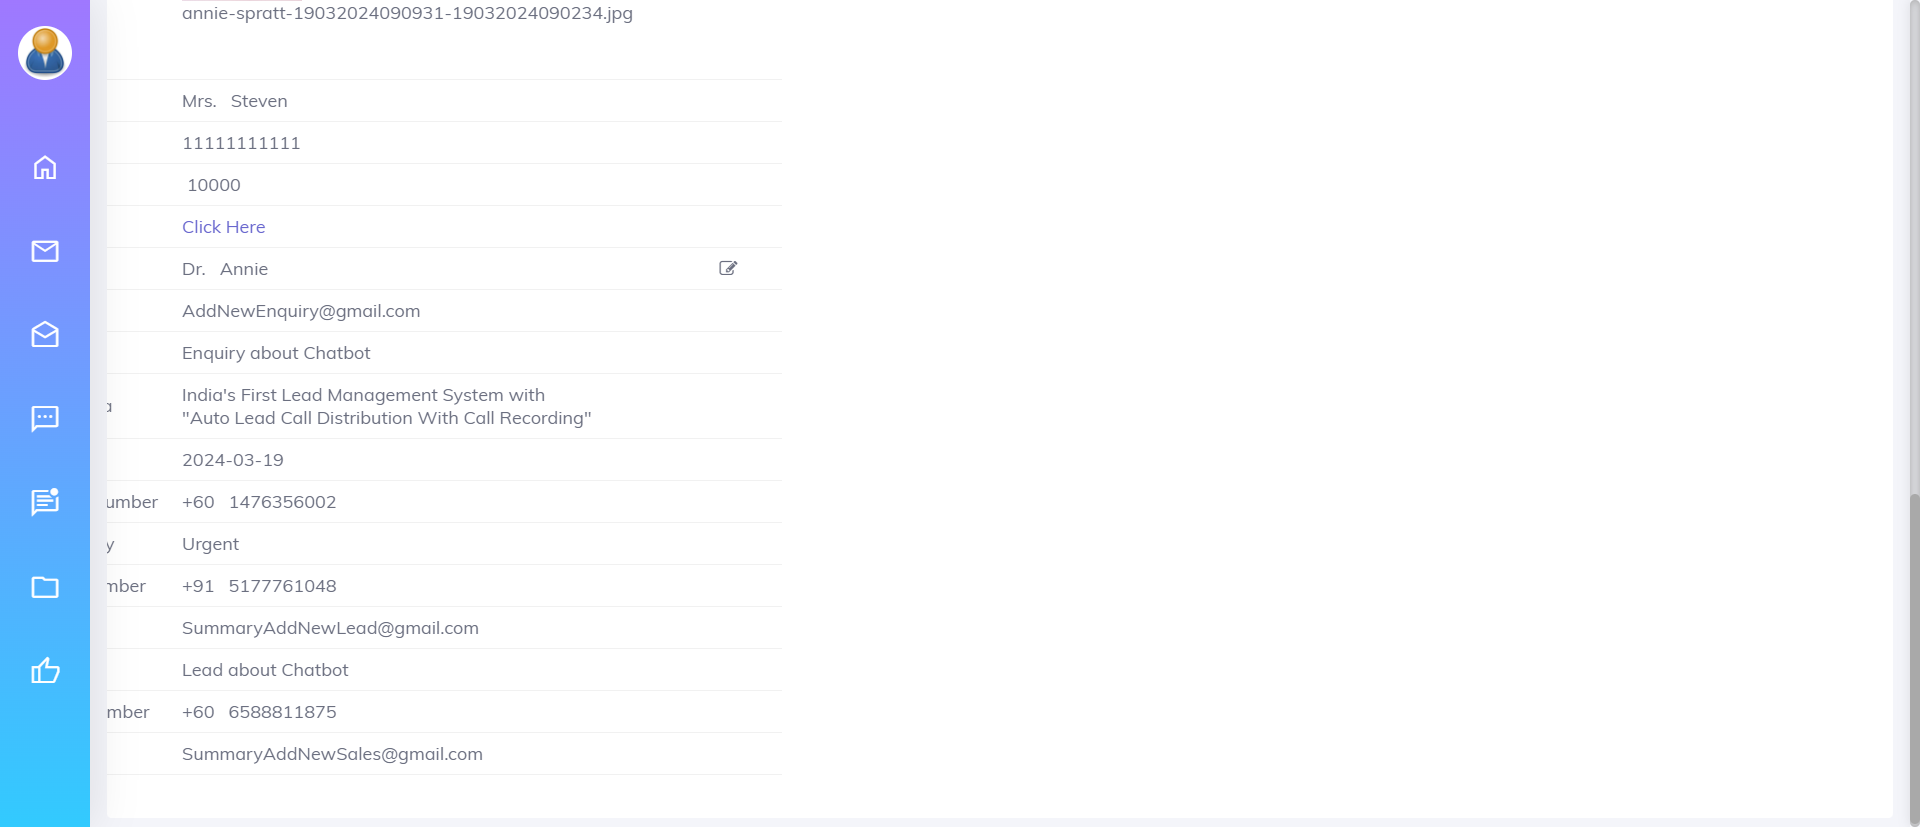 annie-spratt-19032024090931-19032024090234.jpg
Mrs. Steven
11111111111
10000
Click Here
Dr. Annie
AddNewEnquiry@gmail.com
Enquiry about Chatbot
India's First Lead Management System with
"Auto Lead Call Distribution With Call Recording"
2024-03-19
umber +60 1476356002
y Urgent
mber +91 5177761048
SummaryAddNewLead@gmail.com
Lead about Chatbot
mber +60 6588811875
SummaryAddNewSales@gmail.com